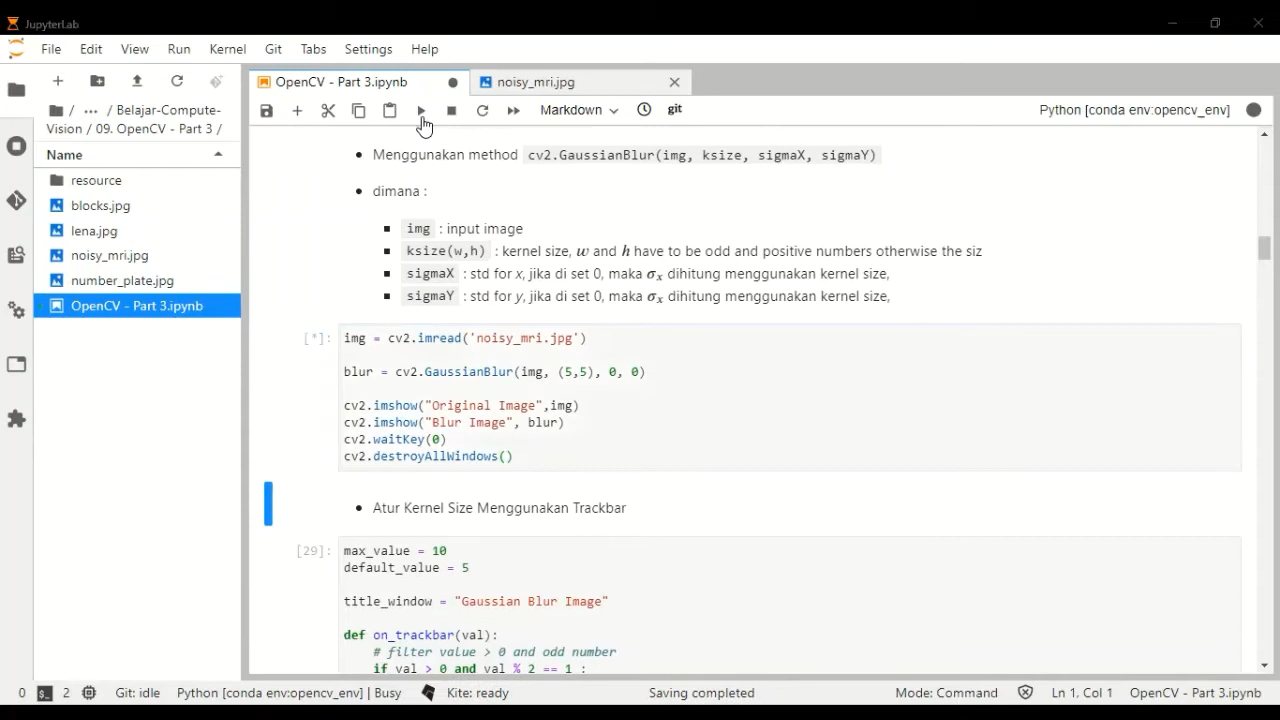 JupyterLab
File Edit View Run Kernel Git Tabs Settings Help
OpenCV - Part 3.ipynb
noisy_mri.jpg
Markdown
git
Python [conda env:opencv_env]
/ ... / Belajar-Compute-
Vision / 09. OpenCV - Part 3 /
Name
resource
blocks.jpg
lena.jpg
noisy_mri.jpg
number_plate.jpg
OpenCV - Part 3.ipynb
• Menggunakan method cv2.GaussianBlur(img, ksize, sigmaX, sigmaY)
• dimana :
▪ img : input image
▪ ksize(w,h) : kernel size, w and h have to be odd and positive numbers otherwise the siz
▪ sigmaX : std for x, jika di set 0, maka σx dihitung menggunakan kernel size,
▪ sigmaY : std for y, jika di set 0, maka σx dihitung menggunakan kernel size,
[*]: img = cv2.imread('noisy_mri.jpg')
blur = cv2.GaussianBlur(img, (5,5), 0, 0)
cv2.imshow("Original Image",img)
cv2.imshow("Blur Image", blur)
cv2.waitKey(0)
cv2.destroyAllWindows()
• Atur Kernel Size Menggunakan Trackbar
[29]: max_value = 10
default_value = 5
title_window = "Gaussian Blur Image"
def on_trackbar(val):
# filter value > 0 and odd number
if val > 0 and val % 2 == 1 :
0 2 Git: idle Python [conda env:opencv_env] | Busy Kite: ready Saving completed Mode: Command Ln 1, Col 1 OpenCV - Part 3.ipynb